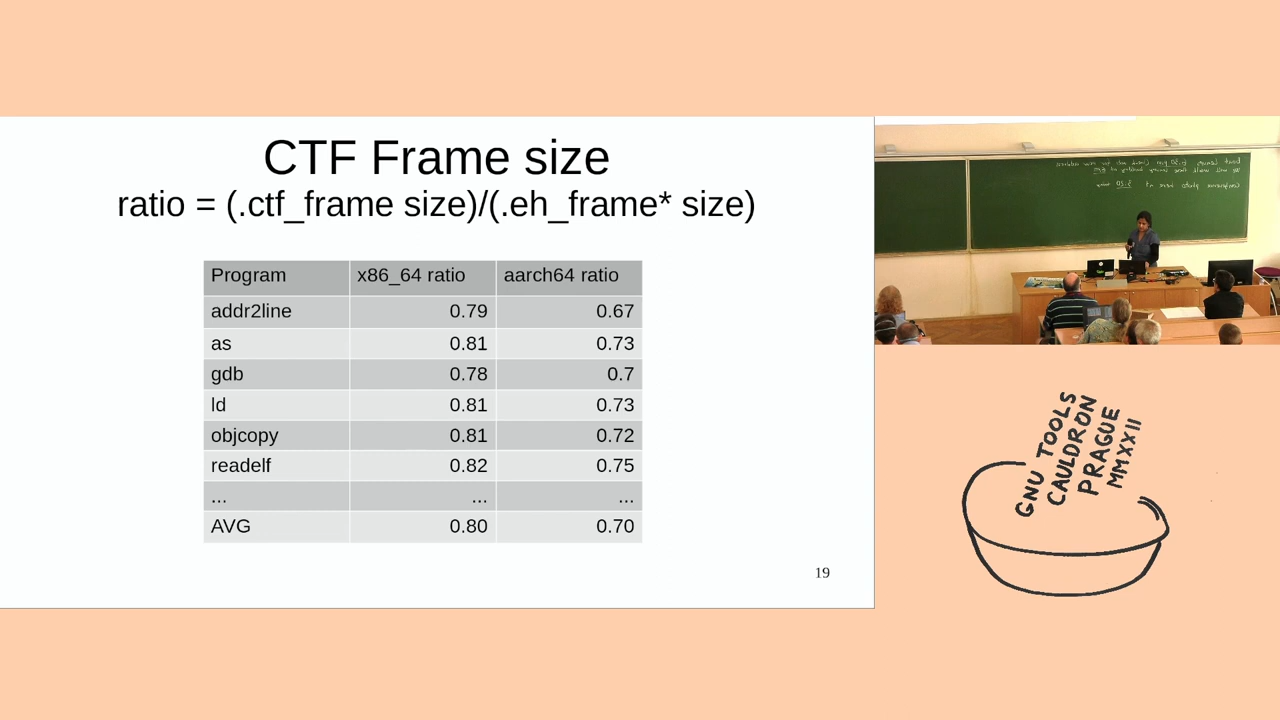 CTF Frame size
ratio = (.ctf_frame size)/(.eh_frame* size)
Program x86_64 ratio aarch64 ratio
addr2line 0.79 0.67
as 0.81 0.73
gdb 0.78 0.7
ld 0.81 0.73
objcopy 0.81 0.72
readelf 0.82 0.75
... ... ...
AVG 0.80 0.70
19
GNU TOOLS
CAULDRON
PRAGUE
MMXXII